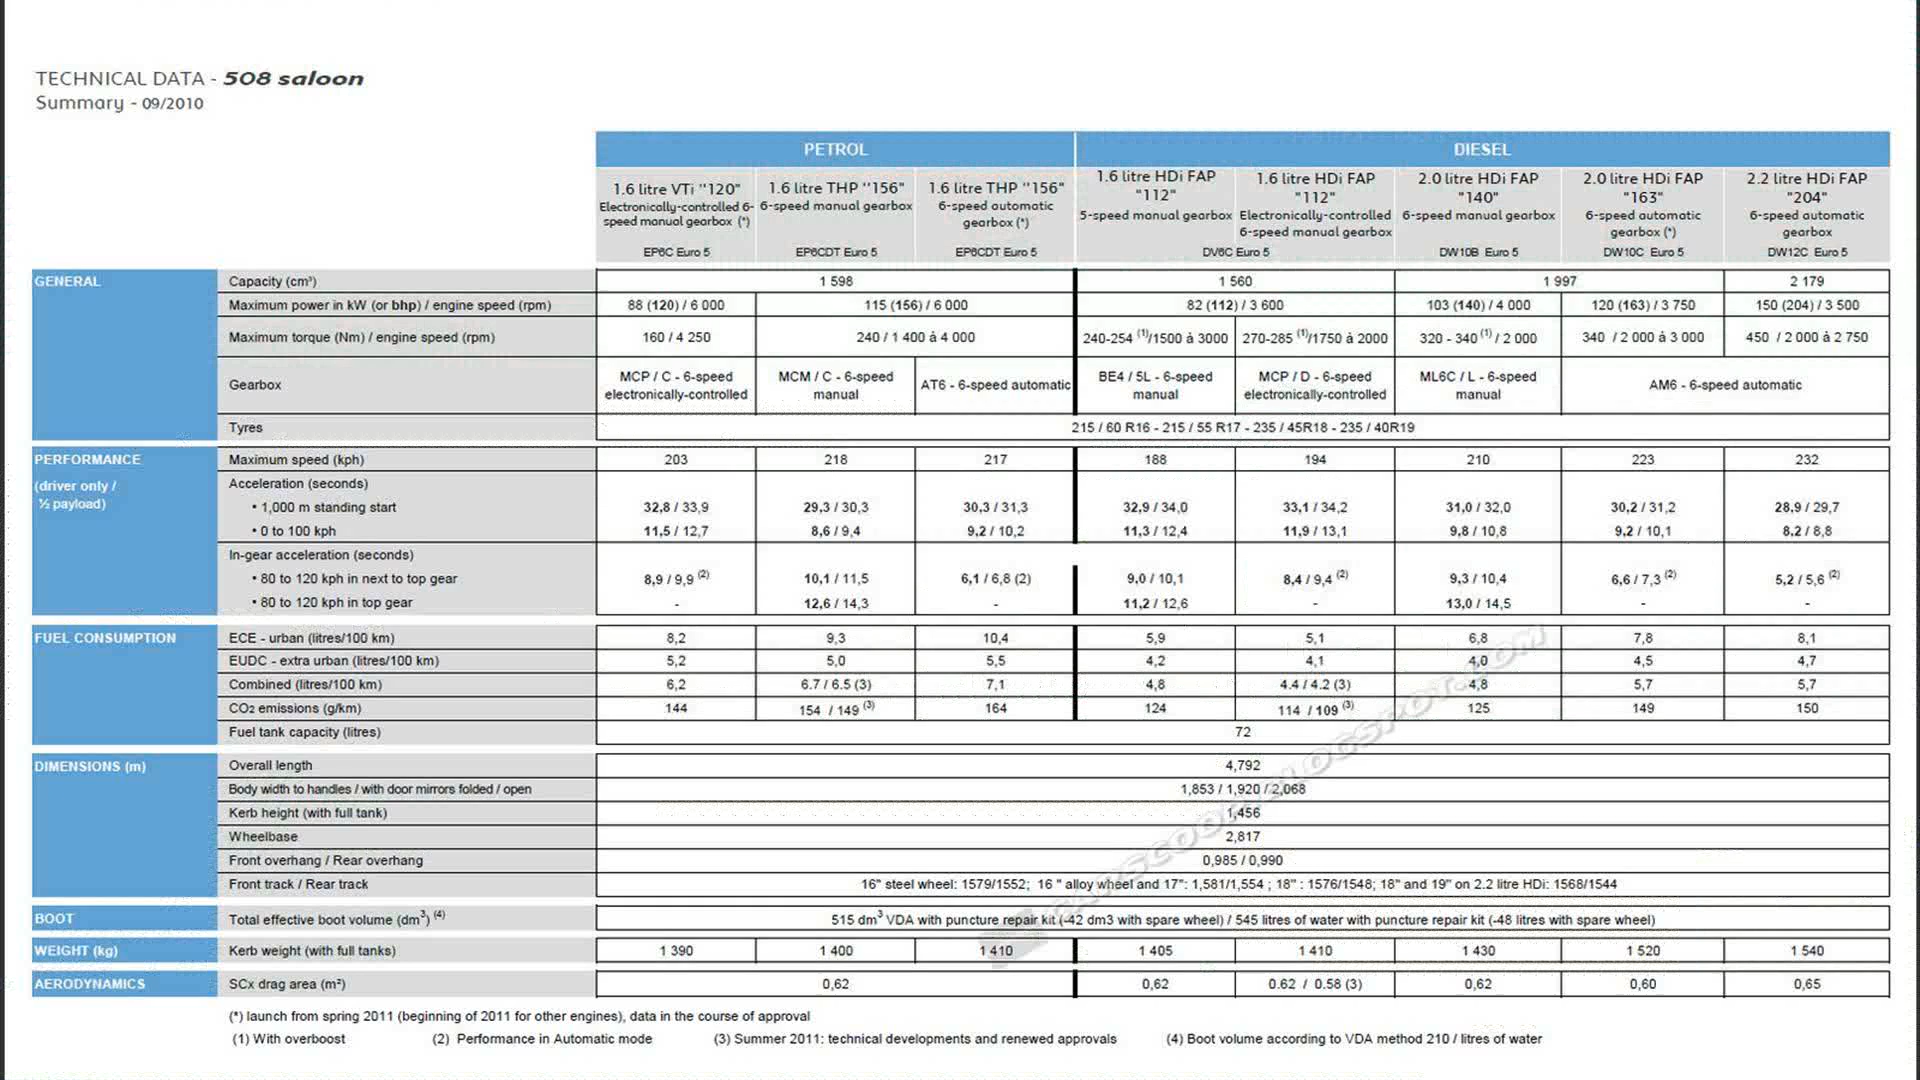 TECHNICAL DATA - 508 saloon
Summary - 09/2010
PETROL DIESEL
1.6 litre VTi ''120" Electronically-controlled 6-speed manual gearbox (*) EP6C Euro 5
1.6 litre THP ''156" 6-speed manual gearbox EP6CDT Euro 5
1.6 litre THP ''156" 6-speed automatic gearbox (*) EP6CDT Euro 5
1.6 litre HDi FAP "112" 5-speed manual gearbox
1.6 litre HDi FAP "112" Electronically-controlled 6-speed manual gearbox
DV6C Euro 5
2.0 litre HDi FAP "140" 6-speed manual gearbox DW10B Euro 5
2.0 litre HDi FAP "163" 6-speed automatic gearbox (*) DW10C Euro 5
2.2 litre HDi FAP "204" 6-speed automatic gearbox DW12C Euro 5
GENERAL Capacity (cm³) 1 598 1 560 1 997 2 179
Maximum power in kW (or bhp) / engine speed (rpm) 88 (120) / 6 000 115 (156) / 6 000 82 (112) / 3 600 103 (140) / 4 000 120 (163) / 3 750 150 (204) / 3 500
Maximum torque (Nm) / engine speed (rpm) 160 / 4 250 240 / 1 400 à 4 000 240-254 (1)/1500 à 3000 270-285 (1)/1750 à 2000 320 - 340 (1) / 2 000 340 / 2 000 à 3 000 450 / 2 000 à 2 750
Gearbox MCP / C - 6-speed electronically-controlled MCM / C - 6-speed manual AT6 - 6-speed automatic BE4 / 5L - 6-speed manual MCP / D - 6-speed electronically-controlled ML6C / L - 6-speed manual AM6 - 6-speed automatic
Tyres 215 / 60 R16 - 215 / 55 R17 - 235 / 45R18 - 235 / 40R19
PERFORMANCE Maximum speed (kph) 203 218 217 188 194 210 223 232
(driver only / ½ payload) Acceleration (seconds)
• 1,000 m standing start 32,8 / 33,9 29,3 / 30,3 30,3 / 31,3 32,9 / 34,0 33,1 / 34,2 31,0 / 32,0 30,2 / 31,2 28,9 / 29,7
• 0 to 100 kph 11,5 / 12,7 8,6 / 9,4 9,2 / 10,2 11,3 / 12,4 11,9 / 13,1 9,8 / 10,8 9,2 / 10,1 8,2 / 8,8
In-gear acceleration (seconds)
• 80 to 120 kph in next to top gear 8,9 / 9,9 (2) 10,1 / 11,5 6,1 / 6,8 (2) 9,0 / 10,1 8,4 / 9,4 (2) 9,3 / 10,4 6,6 / 7,3 (2) 5,2 / 5,6 (2)
• 80 to 120 kph in top gear - 12,6 / 14,3 - 11,2 / 12,6 - 13,0 / 14,5 - -
FUEL CONSUMPTION ECE - urban (litres/100 km) 8,2 9,3 10,4 5,9 5,1 6,8 7,8 8,1
EUDC - extra urban (litres/100 km) 5,2 5,0 5,5 4,2 4,1 4,0 4,5 4,7
Combined (litres/100 km) 6,2 6.7 / 6.5 (3) 7,1 4,8 4.4 / 4.2 (3) 4,8 5,7 5,7
CO2 emissions (g/km) 144 154 / 149 (3) 164 124 114 / 109 (3) 125 149 150
Fuel tank capacity (litres) 72
DIMENSIONS (m) Overall length 4,792
Body width to handles / with door mirrors folded / open 1,853 / 1,920 / 2,068
Kerb height (with full tank) 1,456
Wheelbase 2,817
Front overhang / Rear overhang 0,985 / 0,990
Front track / Rear track 16" steel wheel: 1579/1552; 16 " alloy wheel and 17": 1,581/1,554 ; 18" : 1576/1548; 18" and 19" on 2.2 litre HDi: 1568/1544
BOOT Total effective boot volume (dm3) (4) 515 dm3 VDA with puncture repair kit (-42 dm3 with spare wheel) / 545 litres of water with puncture repair kit (-48 litres with spare wheel)
WEIGHT (kg) Kerb weight (with full tanks) 1 390 1 400 1 410 1 405 1 410 1 430 1 520 1 540
AERODYNAMICS SCx drag area (m²) 0,62 0,62 0.62 / 0.58 (3) 0,62 0,60 0,65
(*) launch from spring 2011 (beginning of 2011 for other engines), data in the course of approval
(1) With overboost (2) Performance in Automatic mode (3) Summer 2011: technical developments and renewed approvals (4) Boot volume according to VDA method 210 / litres of water
CARSCOOP.BLOGSPOT.COM